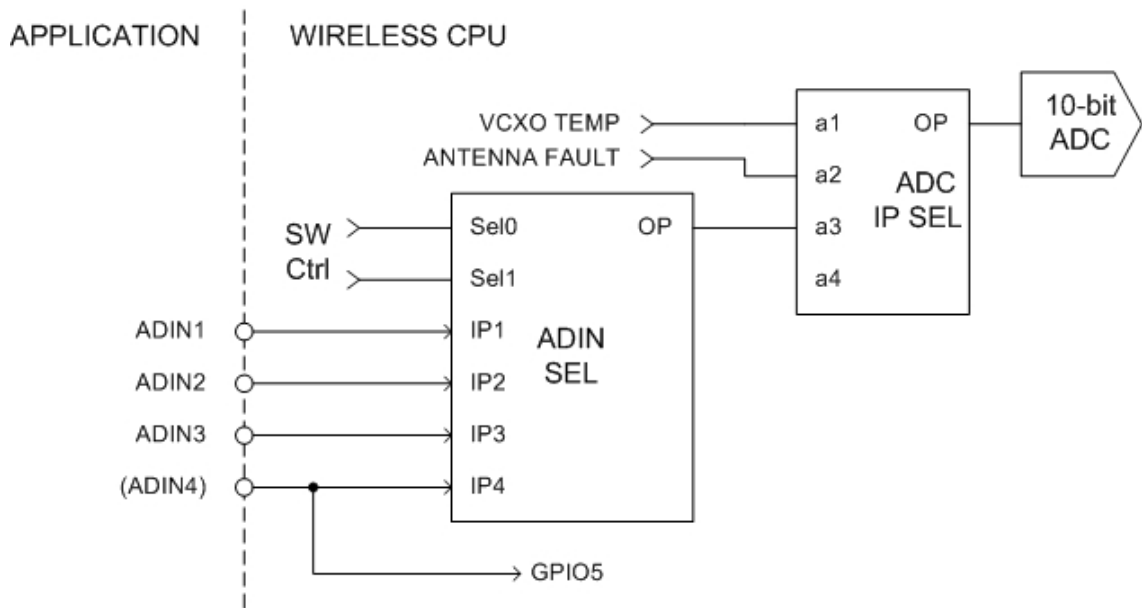 APPLICATION
WIRELESS CPU
VCXO TEMP
ANTENNA FAULT
a1
OP
a2
ADC
IP SEL
a3
a4
10-bit
ADC
SW
Ctrl
Sel0
OP
Sel1
ADIN1
IP1
ADIN
SEL
ADIN2
IP2
ADIN3
IP3
(ADIN4)
IP4
GPIO5